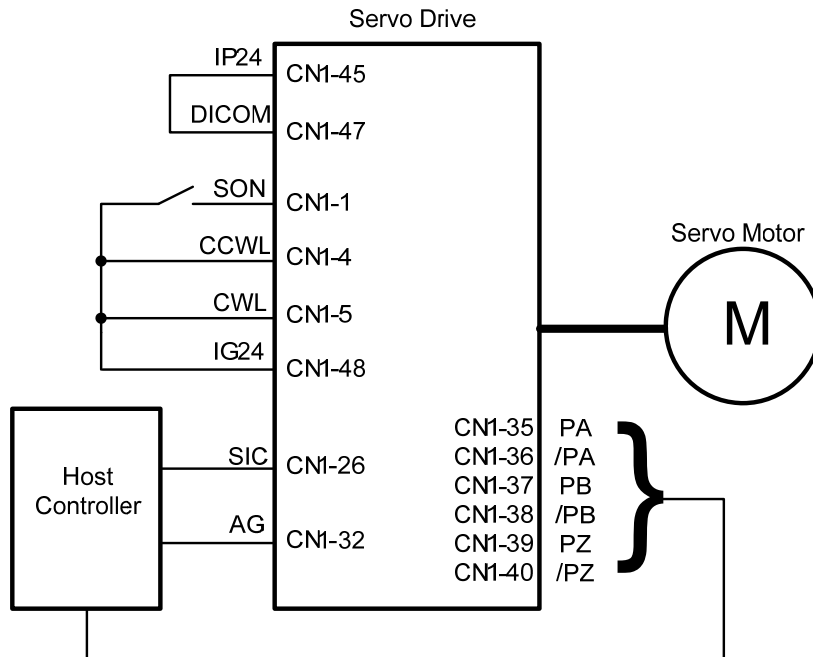 Servo Drive
IP24 CN1-45
DICOM CN1-47
SON CN1-1
CCWL CN1-4
CWL CN1-5
IG24 CN1-48
Servo Motor
M
Host
Controller
SIC CN1-26
AG CN1-32
CN1-35 PA
CN1-36 /PA
CN1-37 PB
CN1-38 /PB
CN1-39 PZ
CN1-40 /PZ